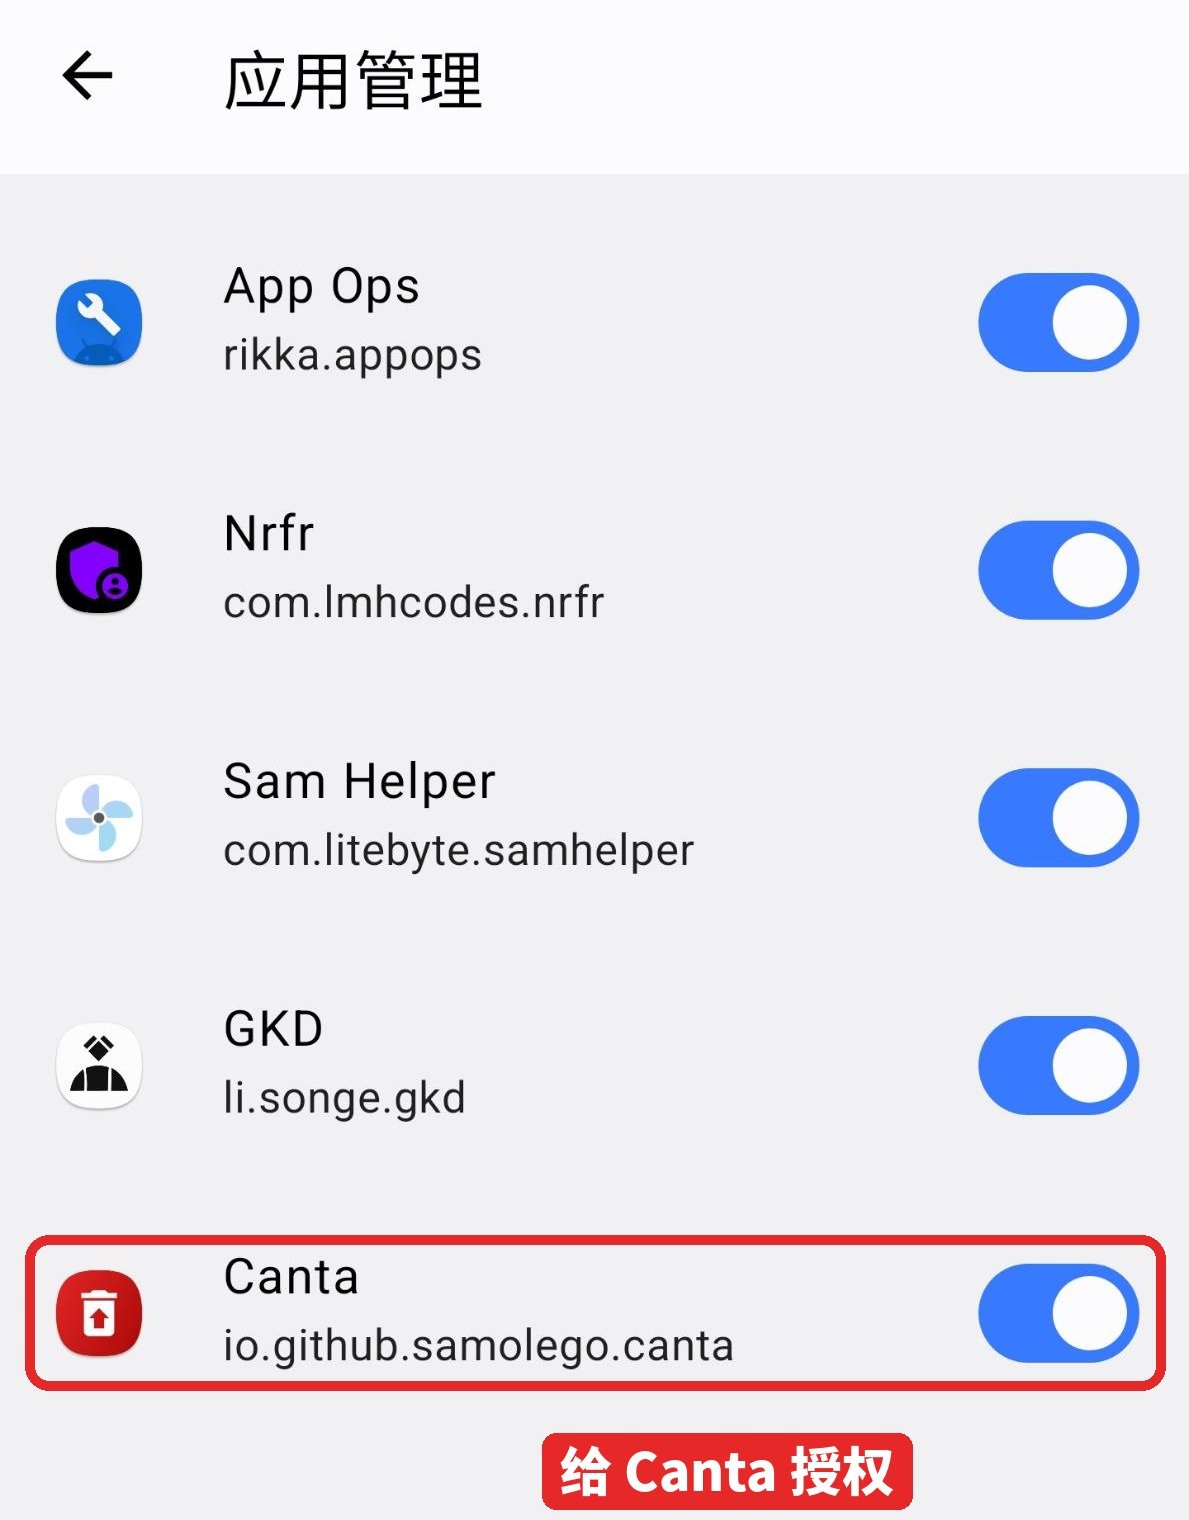 应用管理
App Ops
rikka.appops
Nrfr
com.lmhcodes.nrfr
Sam Helper
com.litebyte.samhelper
GKD
li.songe.gkd
Canta
io.github.samolego.canta
给 Canta 授权